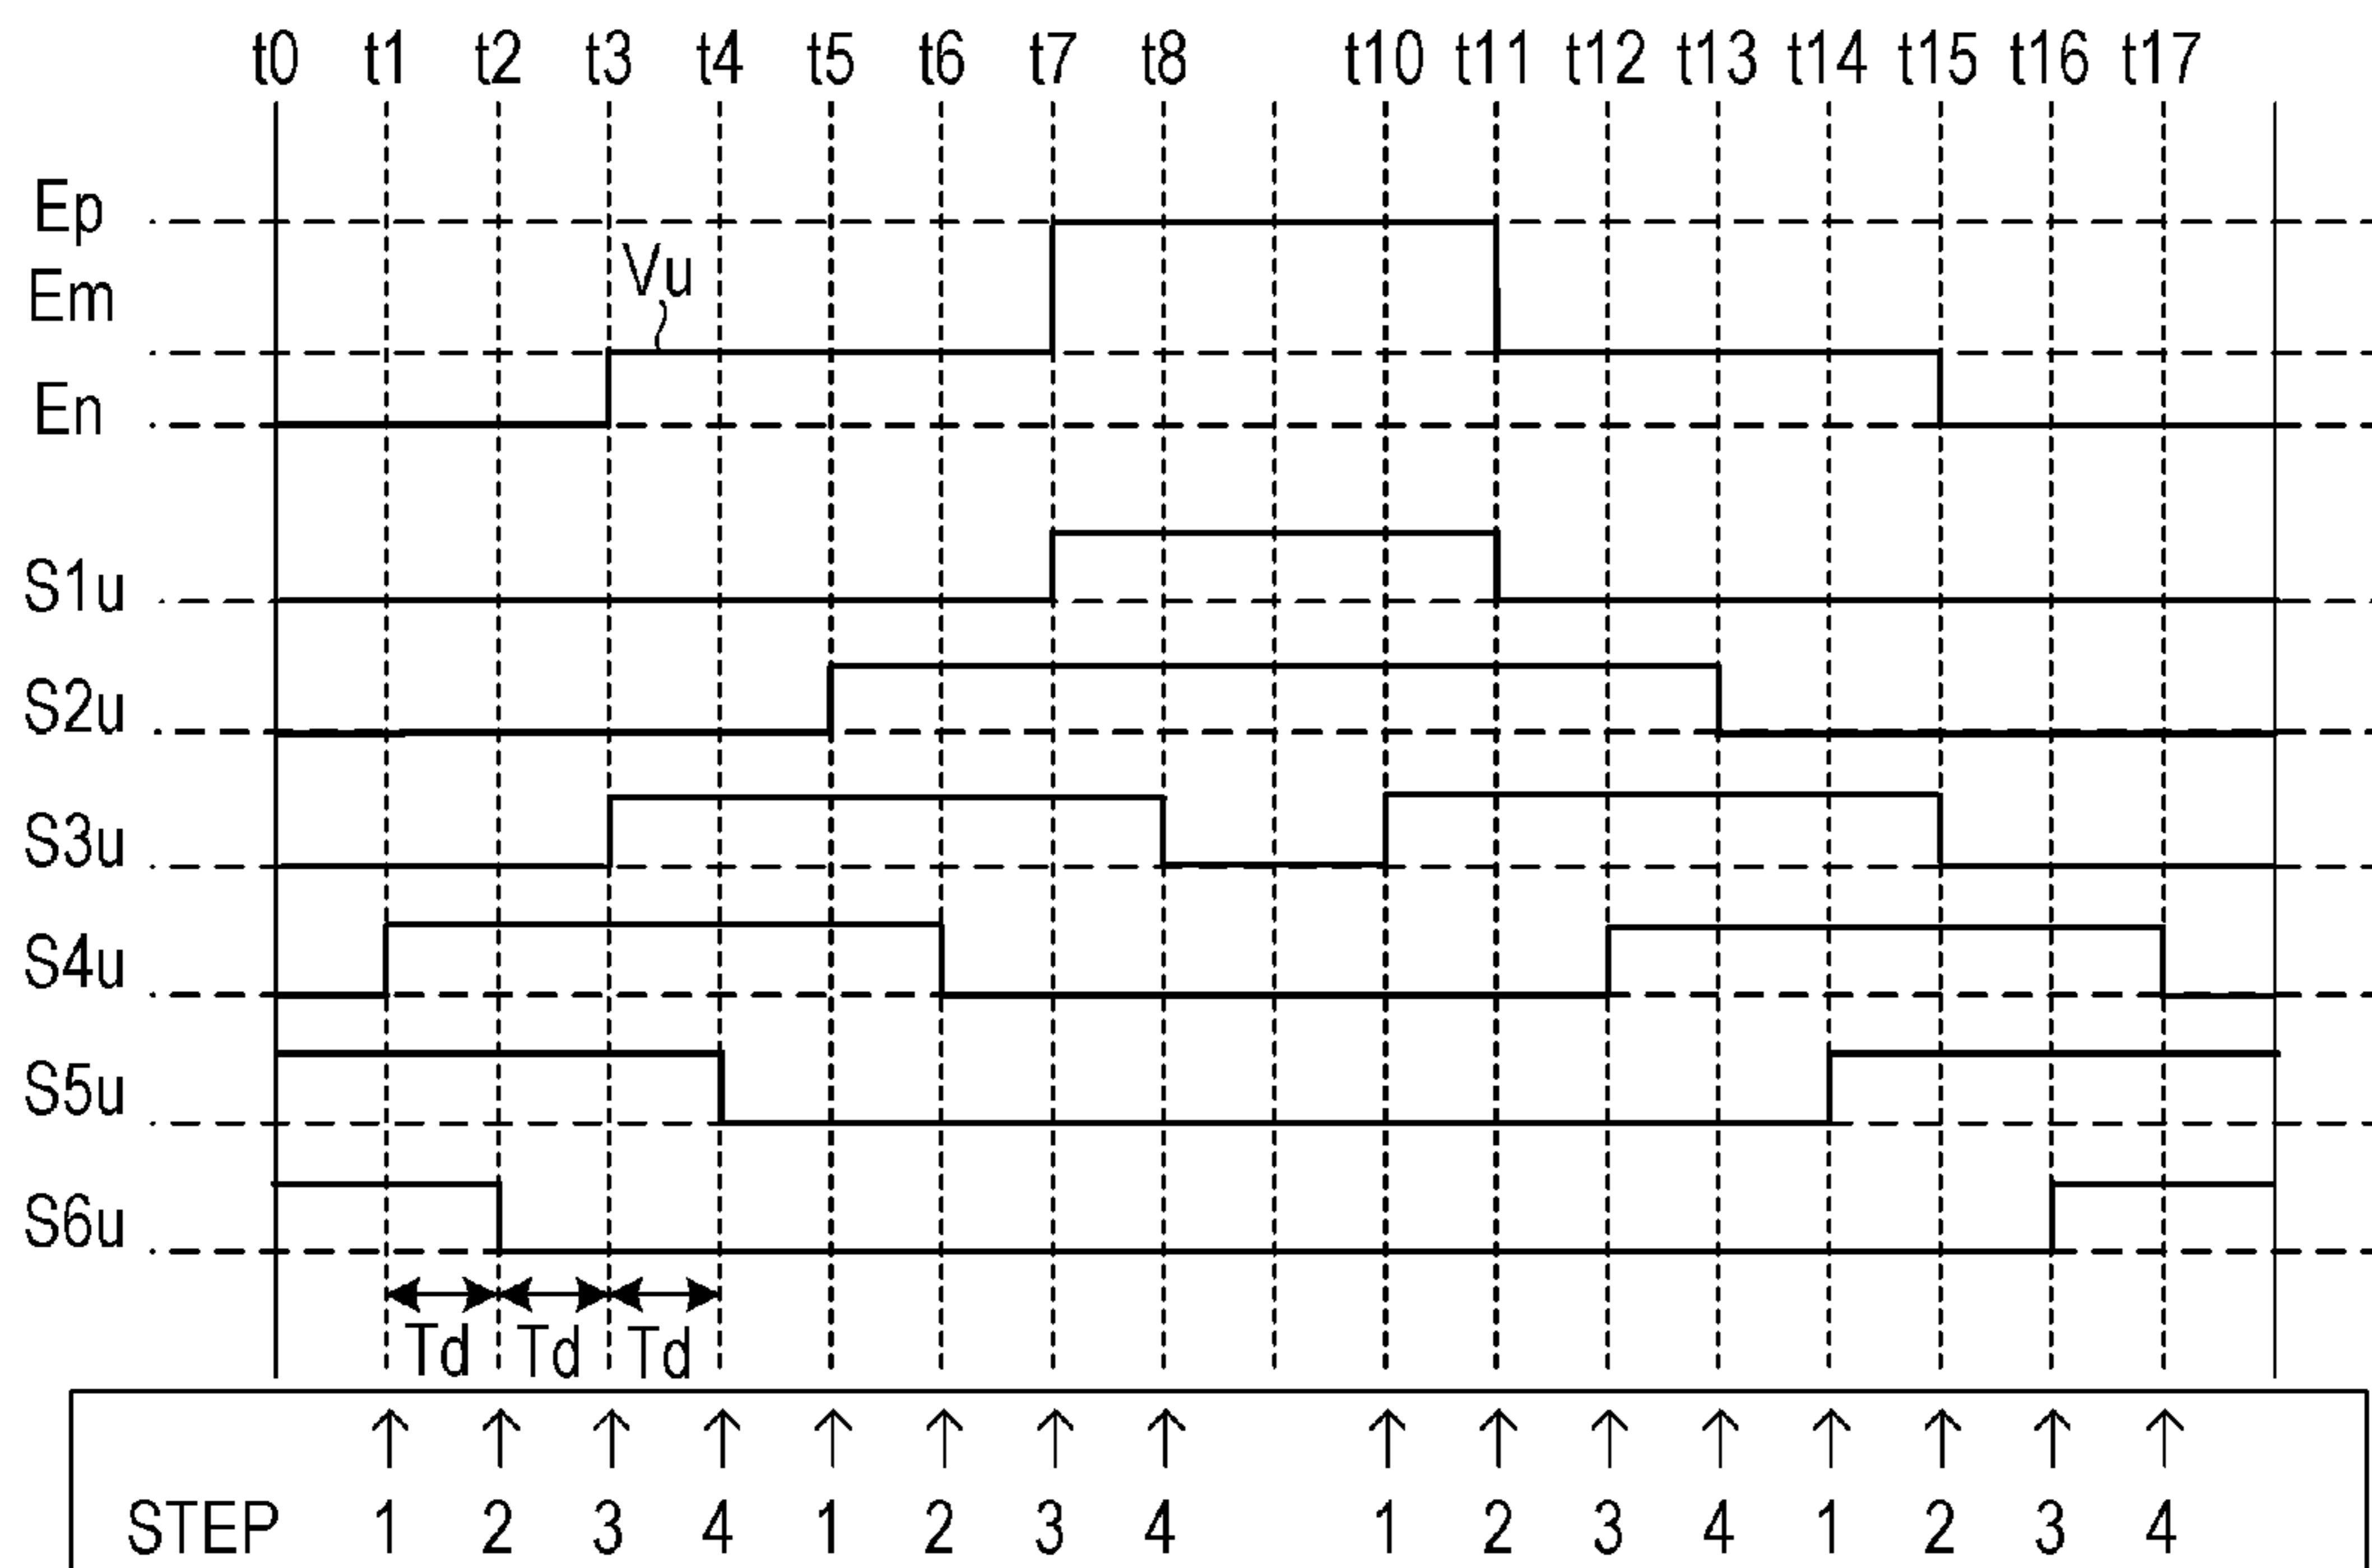 t0 t1 t2 t3 t4 t5 t6 t7 t8 t10 t11 t12 t13 t14 t15 t16 t17
Ep
Vu
Em
En
S1u
S2u
S3u
S4u
S5u
S6u
Td Td Td
STEP 1 2 3 4 1 2 3 4 1 2 3 4 1 2 3 4